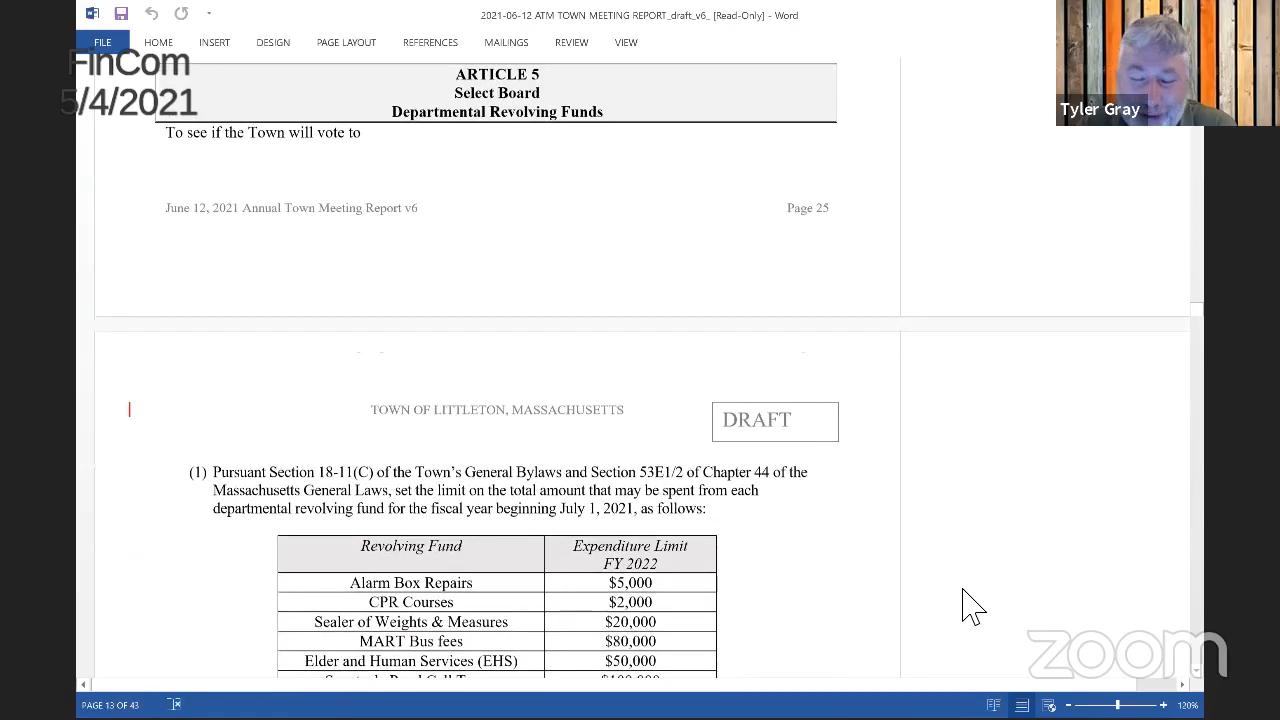 2021-06-12 ATM TOWN MEETING REPORT_draft_v6_ [Read-Only] - Word
FILE HOME INSERT DESIGN PAGE LAYOUT REFERENCES MAILINGS REVIEW VIEW
FinCom
5/4/2021
Tyler Gray
ARTICLE 5
Select Board
Departmental Revolving Funds
To see if the Town will vote to
June 12, 2021 Annual Town Meeting Report v6 Page 25
TOWN OF LITTLETON, MASSACHUSETTS
DRAFT
(1) Pursuant Section 18-11(C) of the Town's General Bylaws and Section 53E1/2 of Chapter 44 of the
Massachusetts General Laws, set the limit on the total amount that may be spent from each
departmental revolving fund for the fiscal year beginning July 1, 2021, as follows:
Revolving Fund Expenditure Limit
FY 2022
Alarm Box Repairs $5,000
CPR Courses $2,000
Sealer of Weights & Measures $20,000
MART Bus fees $80,000
Elder and Human Services (EHS) $50,000
zoom
PAGE 13 OF 43 120%